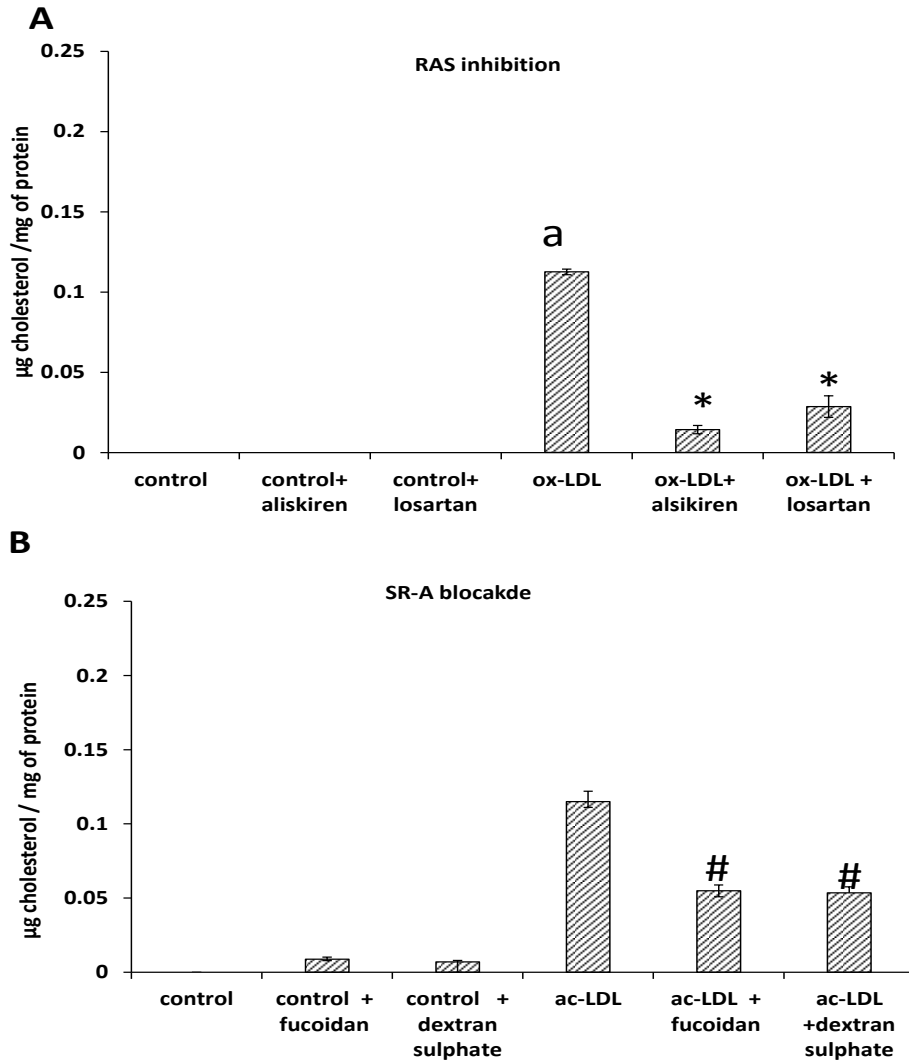 A
RAS inhibition
µg cholesterol /mg of protein
0.25
0.2
0.15
0.1
0.05
0
a
*
*
control
control+
aliskiren
control+
losartan
ox-LDL
ox-LDL+
alsikiren
ox-LDL +
losartan
B
SR-A blocakde
µg cholesterol / mg of protein
0.25
0.2
0.15
0.1
0.05
0
#
#
control
control +
fucoidan
control +
dextran
sulphate
ac-LDL
ac-LDL +
fucoidan
ac-LDL
+dextran
sulphate